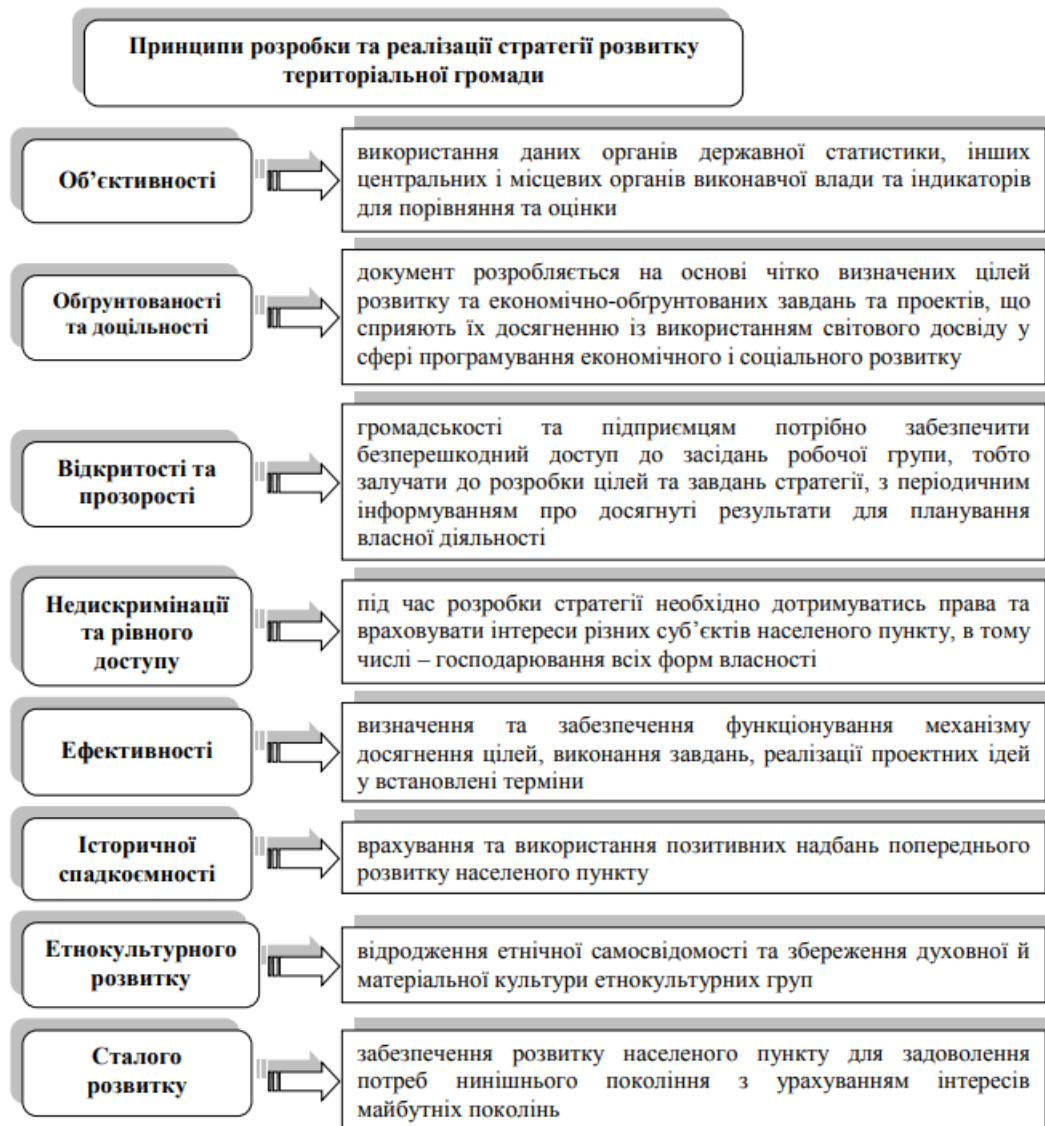 Принципи розробки та реалізації стратегії розвитку
територіальної громади
Об’єктивності
використання даних органів державної статистики, інших
центральних і місцевих органів виконавчої влади та індикаторів
для порівняння та оцінки
Обґрунтованості
та доцільності
документ розробляється на основі чітко визначених цілей
розвитку та економічно-обґрунтованих завдань та проектів, що
сприяють їх досягненню із використанням світового досвіду у
сфері програмування економічного і соціального розвитку
Відкритості та
прозорості
громадськості та підприємцям потрібно забезпечити
безперешкодний доступ до засідань робочої групи, тобто
залучати до розробки цілей та завдань стратегії, з періодичним
інформуванням про досягнуті результати для планування
власної діяльності
Недискримінації
та рівного
доступу
під час розробки стратегії необхідно дотримуватись права та
враховувати інтереси різних суб’єктів населеного пункту, в тому
числі – господарювання всіх форм власності
Ефективності
визначення та забезпечення функціонування механізму
досягнення цілей, виконання завдань, реалізації проектних ідей
у встановлені терміни
Історичної
спадкоємності
врахування та використання позитивних надбань попереднього
розвитку населеного пункту
Етнокультурного
розвитку
відродження етнічної самосвідомості та збереження духовної й
матеріальної культури етнокультурних груп
Сталого
розвитку
забезпечення розвитку населеного пункту для задоволення
потреб нинішнього покоління з урахуванням інтересів
майбутніх поколінь